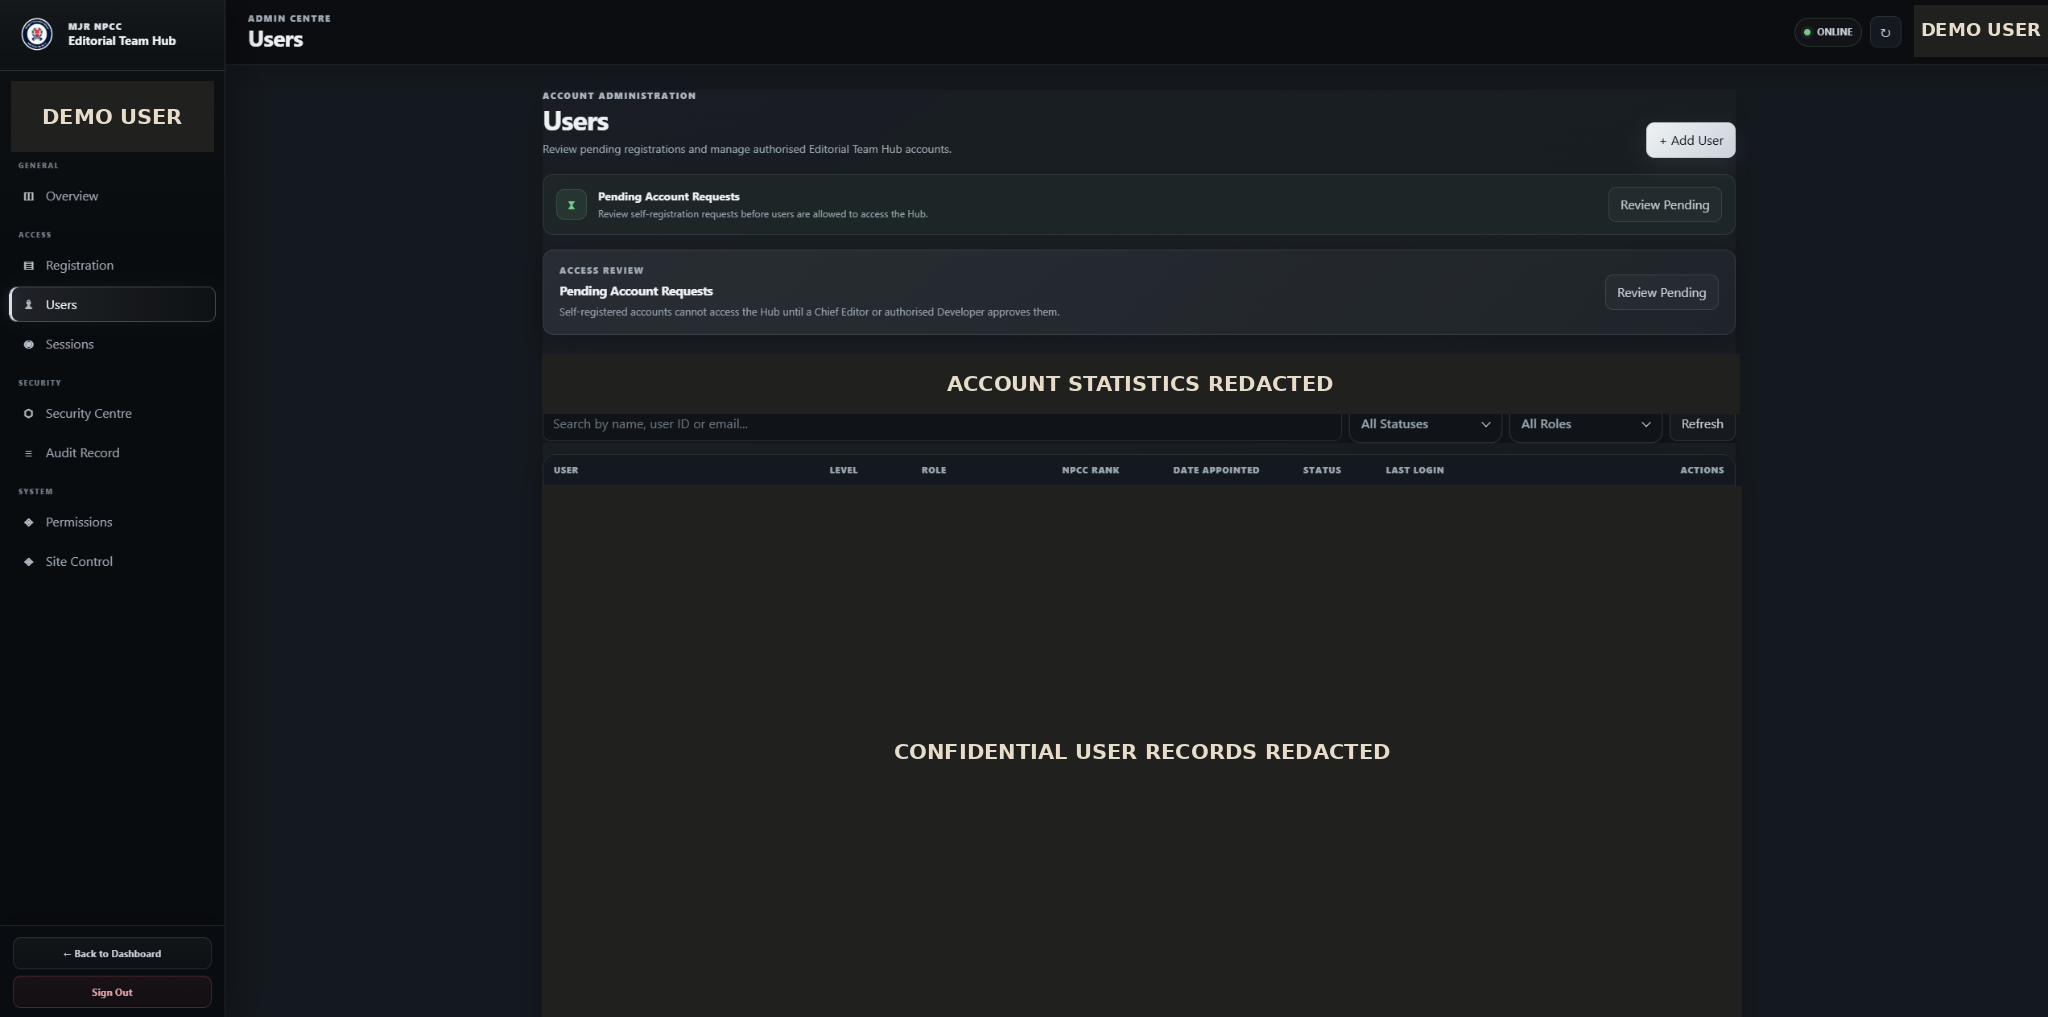 MJR NPCC
Editorial Team Hub
DEMO USER
GENERAL
Overview
ACCESS
Registration
Users
Sessions
SECURITY
Security Centre
Audit Record
SYSTEM
Permissions
Site Control
← Back to Dashboard
Sign Out
ADMIN CENTRE
Users
ONLINE
DEMO USER
ACCOUNT ADMINISTRATION
Users
Review pending registrations and manage authorised Editorial Team Hub accounts.
+ Add User
Pending Account Requests
Review self-registration requests before users are allowed to access the Hub.
Review Pending
ACCESS REVIEW
Pending Account Requests
Self-registered accounts cannot access the Hub until a Chief Editor or authorised Developer approves them.
Review Pending
ACCOUNT STATISTICS REDACTED
Search by name, user ID or email... All Statuses All Roles Refresh
USER LEVEL ROLE NPCC RANK DATE APPOINTED STATUS LAST LOGIN ACTIONS
CONFIDENTIAL USER RECORDS REDACTED